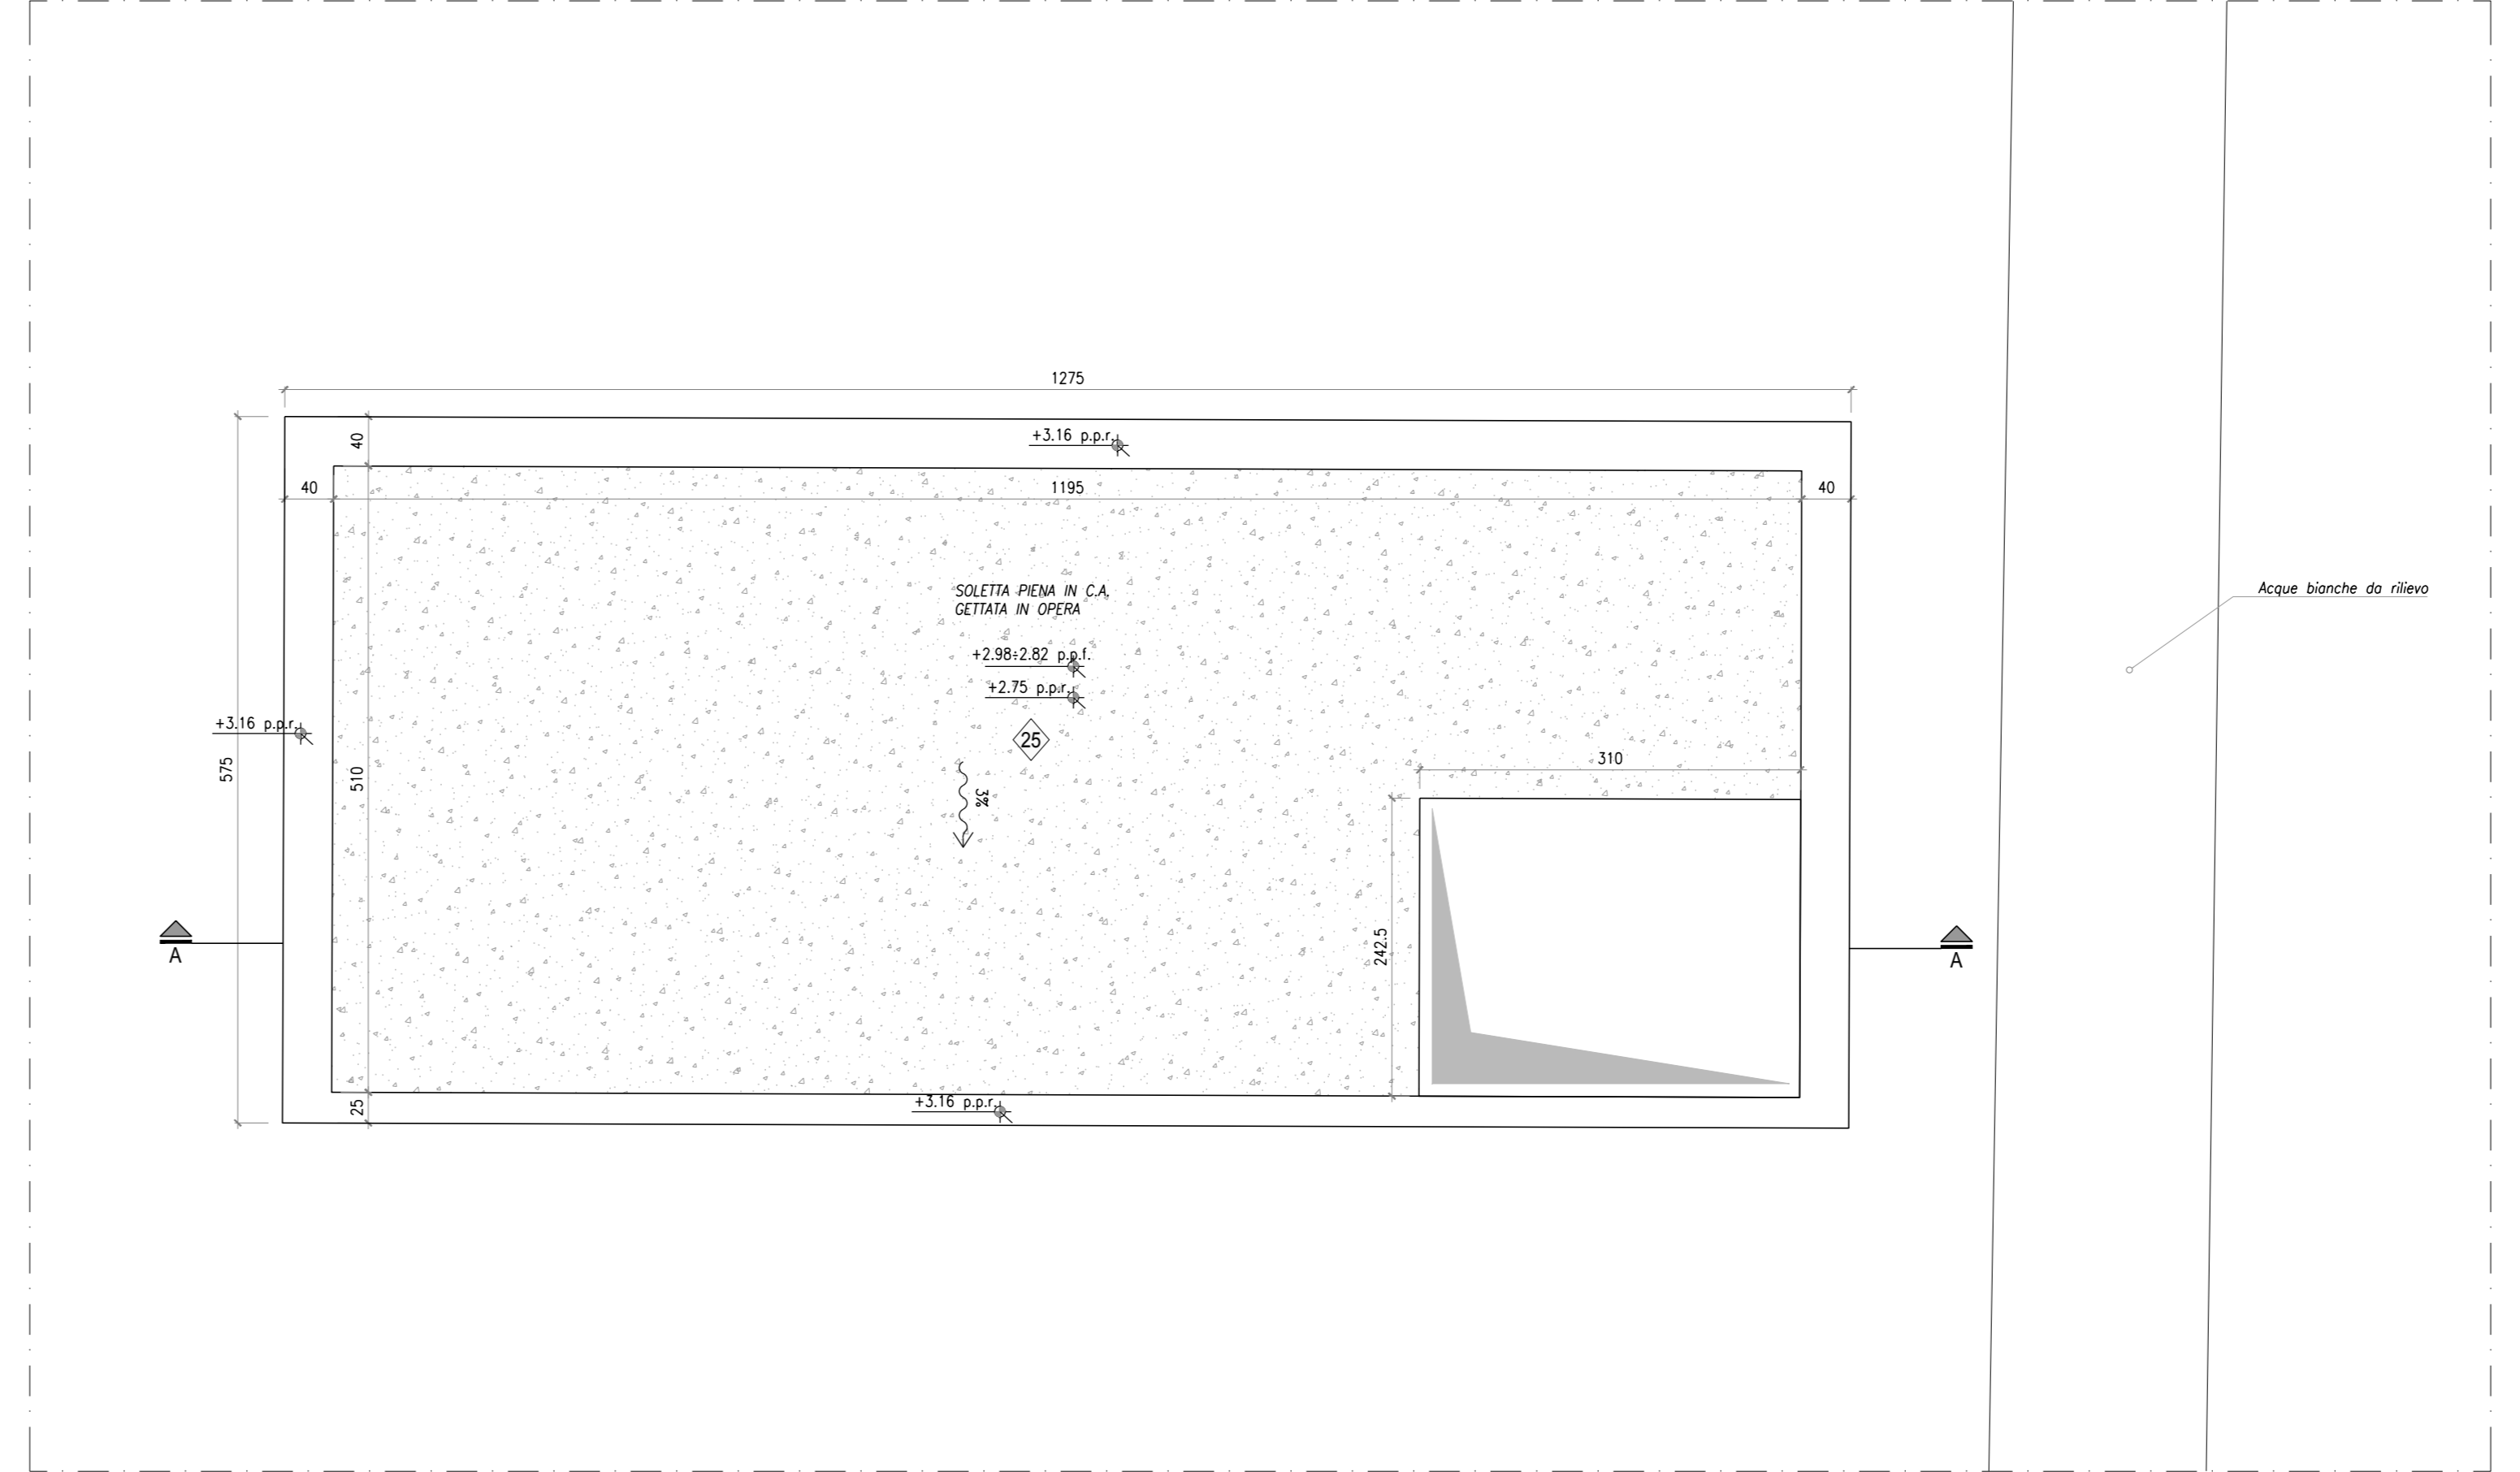 1275
40
+3.16 p.p.r.
40
1195
40
SOLETTA PIENA IN C.A.
GETTATA IN OPERA
Acque bianche da rilievo
+2.98÷2.82 p.p.f.
+2.75 p.p.r.
+3.16 p.p.r.
25
575
510
310
3%
242.5
A
A
25
+3.16 p.p.r.